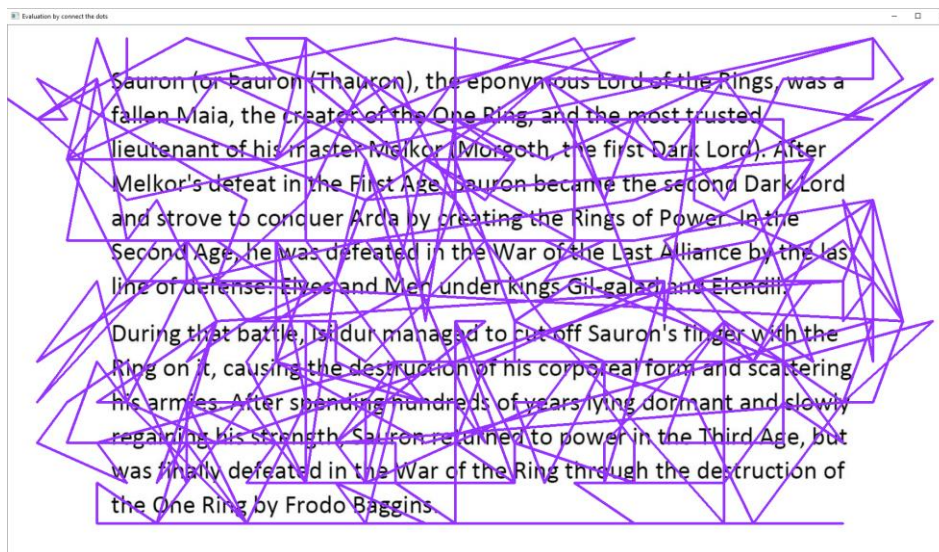 Evaluation by connect the dots
Sauron (or Þauron (Thauron), the eponymous Lord of the Rings, was a
fallen Maia, the creator of the One Ring, and the most trusted
lieutenant of his master Melkor (Morgoth, the first Dark Lord). After
Melkor's defeat in the First Age, Sauron became the second Dark Lord
and strove to conquer Arda by creating the Rings of Power. In the
Second Age, he was defeated in the War of the Last Alliance by the las
line of defense: Elves and Men under kings Gil-galad and Elendil.
During that battle, Isildur managed to cut off Sauron's finger with the
Ring on it, causing the destruction of his corporeal form and scattering
his armies. After spending hundreds of years lying dormant and slowly
regaining his strength, Sauron returned to power in the Third Age, but
was finally defeated in the War of the Ring through the destruction of
the One Ring by Frodo Baggins.